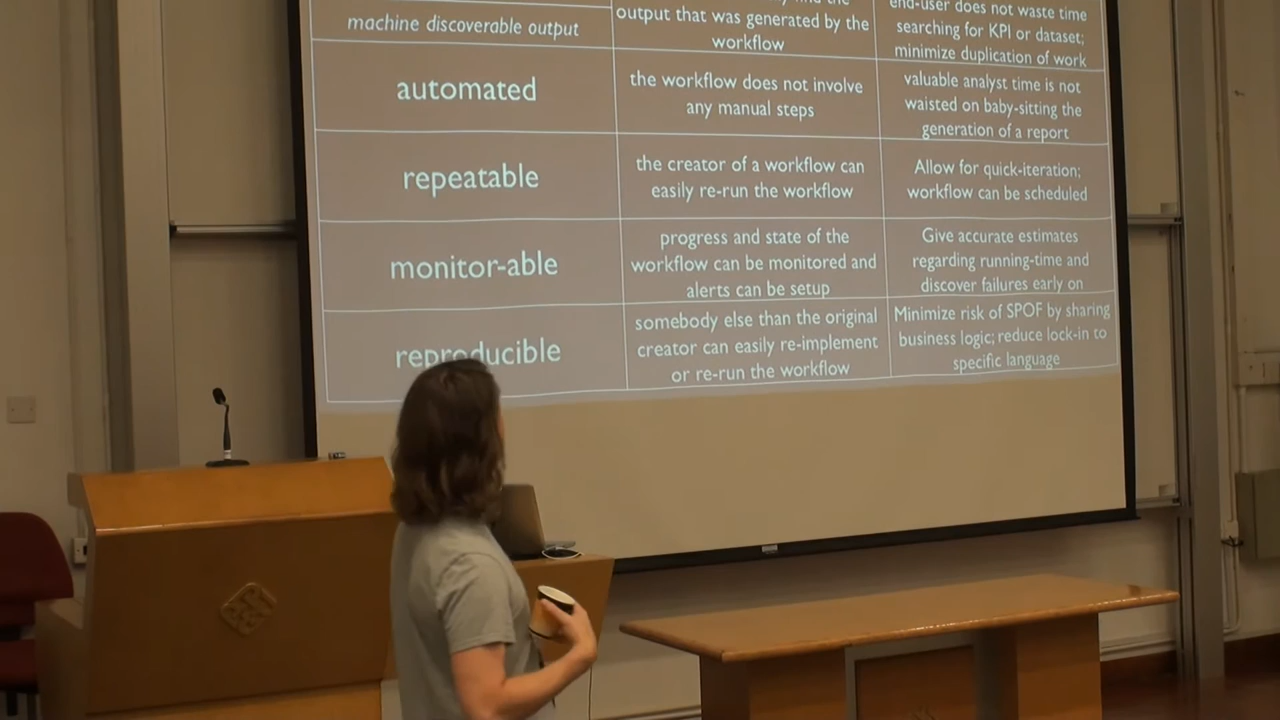 machine discoverable output
output that was generated by the
workflow
end-user does not waste time
searching for KPI or dataset;
minimize duplication of work
automated
the workflow does not involve
any manual steps
valuable analyst time is not
waisted on baby-sitting the
generation of a report
repeatable
the creator of a workflow can
easily re-run the workflow
Allow for quick-iteration;
workflow can be scheduled
monitor-able
progress and state of the
workflow can be monitored and
alerts can be setup
Give accurate estimates
regarding running-time and
discover failures early on
reproducible
somebody else than the original
creator can easily re-implement
or re-run the workflow
Minimize risk of SPOF by sharing
business logic; reduce lock-in to
specific language